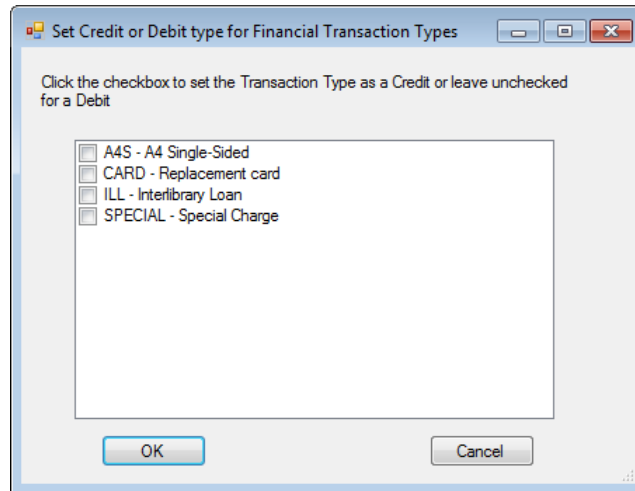 Set Credit or Debit type for Financial Transaction Types
Click the checkbox to set the Transaction Type as a Credit or leave unchecked
for a Debit
A4S - A4 Single-Sided
CARD - Replacement card
ILL - Interlibrary Loan
SPECIAL - Special Charge
OK
Cancel